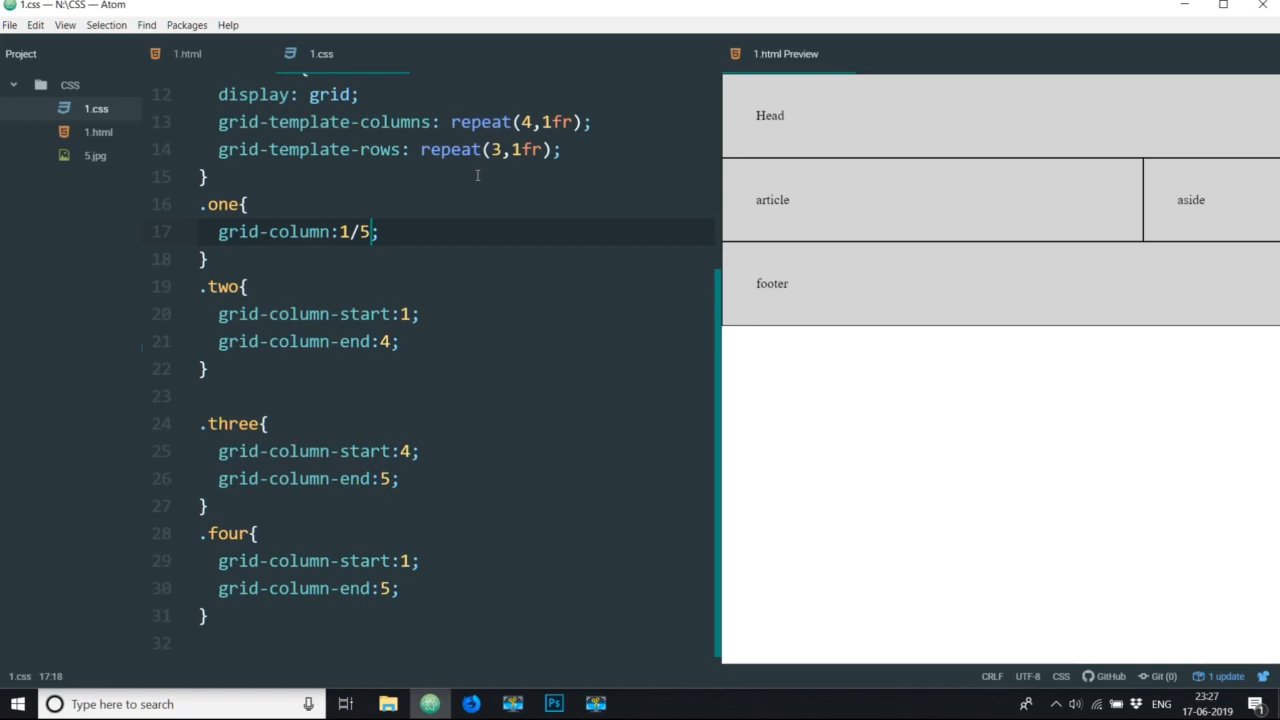 1.css — N:\CSS — Atom
File Edit View Selection Find Packages Help
Project
1.html
1.css
1.html Preview
CSS
1.css
1.html
5.jpg
12 display: grid;
13 grid-template-columns: repeat(4,1fr);
14 grid-template-rows: repeat(3,1fr);
15 }
16 .one{
17 grid-column:1/5;
18 }
19 .two{
20 grid-column-start:1;
21 grid-column-end:4;
22 }
23
24 .three{
25 grid-column-start:4;
26 grid-column-end:5;
27 }
28 .four{
29 grid-column-start:1;
30 grid-column-end:5;
31 }
32
Head
article
aside
footer
1.css 17:18
CRLF UTF-8 CSS GitHub Git (0) 1 update
Type here to search
Ps
ENG
23:27
17-06-2019
1